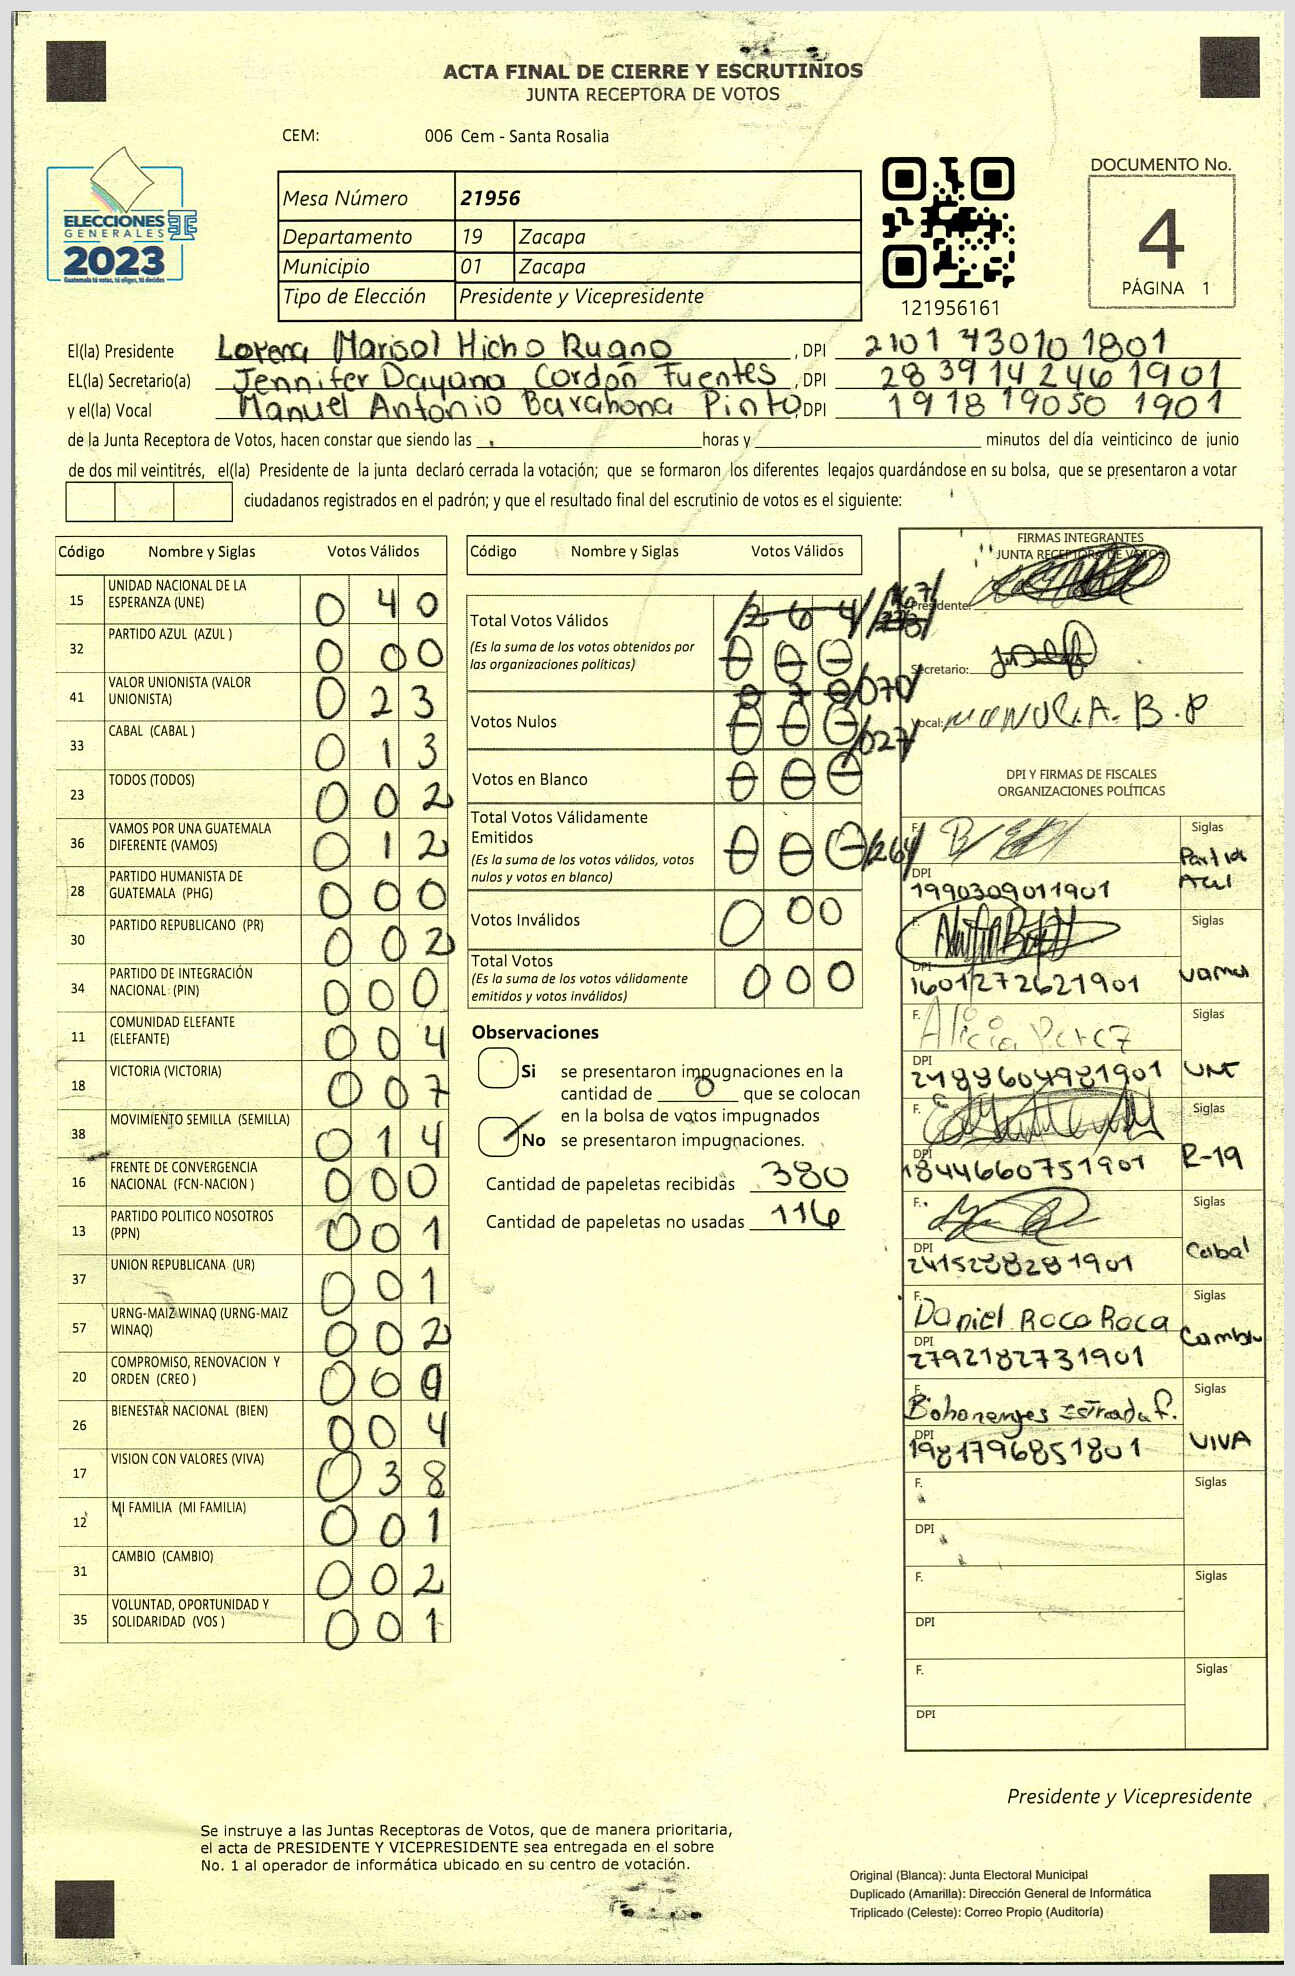 ACTA FINAL DE CIERRE Y ESCRUTINIOS
JUNTA RECEPTORA DE VOTOS
CEM: 006 Cem - Santa Rosalia
ELECCIONES
GENERALES
2023
Guatemala tú votas, tú eliges, tú decides
Mesa Número 21956
Departamento 19 Zacapa
Municipio 01 Zacapa
Tipo de Elección Presidente y Vicepresidente
121956161
DOCUMENTO No.
4
PÁGINA 1
El(la) Presidente Lorena Marisol Hicho Ruano, DPI 2101 73010 1801
EL(la) Secretario(a) Jennifer Dayana Cordón Fuentes, DPI 2839 14246 1901
y el(la) Vocal Manuel Antonio Barahona Pinto, DPI 1918 19050 1901
de la Junta Receptora de Votos, hacen constar que siendo las ______ horas y ______ minutos del día veinticinco de junio
de dos mil veintitrés, el(la) Presidente de la junta declaró cerrada la votación; que se formaron los diferentes legajos guardándose en su bolsa, que se presentaron a votar
ciudadanos registrados en el padrón; y que el resultado final del escrutinio de votos es el siguiente:
Código Nombre y Siglas Votos Válidos
15 UNIDAD NACIONAL DE LA ESPERANZA (UNE) 0 4 0
32 PARTIDO AZUL (AZUL ) 0 0 0
41 VALOR UNIONISTA (VALOR UNIONISTA) 0 2 3
33 CABAL (CABAL ) 0 1 3
23 TODOS (TODOS) 0 0 2
36 VAMOS POR UNA GUATEMALA DIFERENTE (VAMOS) 0 1 2
28 PARTIDO HUMANISTA DE GUATEMALA (PHG) 0 0 0
30 PARTIDO REPUBLICANO (PR) 0 0 2
34 PARTIDO DE INTEGRACIÓN NACIONAL (PIN) 0 0 0
11 COMUNIDAD ELEFANTE (ELEFANTE) 0 0 4
18 VICTORIA (VICTORIA) 0 0 7
38 MOVIMIENTO SEMILLA (SEMILLA) 0 1 4
16 FRENTE DE CONVERGENCIA NACIONAL (FCN-NACION ) 0 0 0
13 PARTIDO POLITICO NOSOTROS (PPN) 0 0 1
37 UNION REPUBLICANA (UR) 0 0 1
57 URNG-MAIZ WINAQ (URNG-MAIZ WINAQ) 0 0 2
20 COMPROMISO, RENOVACION Y ORDEN (CREO ) 0 0
26 BIENESTAR NACIONAL (BIEN) 0 0 4
17 VISION CON VALORES (VIVA) 0 3 8
12 MI FAMILIA (MI FAMILIA) 0 0 1
31 CAMBIO (CAMBIO) 0 0 2
35 VOLUNTAD, OPORTUNIDAD Y SOLIDARIDAD (VOS ) 0 0 1
Código Nombre y Siglas Votos Válidos
Total Votos Válidos 2 6 4 / 167/
(Es la suma de los votos obtenidos por
las organizaciones políticas) 0 0 0
Votos Nulos 0 0 0 /070/
Votos en Blanco 0 0 0 /027/
Total Votos Válidamente
Emitidos 0 0 0 /264/
(Es la suma de los votos válidos, votos
nulos y votos en blanco)
Votos Inválidos 0 0 0
Total Votos 0 0 0
(Es la suma de los votos válidamente
emitidos y votos inválidos)
Observaciones
Si se presentaron impugnaciones en la
cantidad de 0 que se colocan
en la bolsa de votos impugnados
No se presentaron impugnaciones.
Cantidad de papeletas recibidas 380
Cantidad de papeletas no usadas 116
FIRMAS INTEGRANTES
JUNTA RECEPTORA DE VOTOS
Presidente:
Secretario:
Vocal: MANUEL.A. B.P
DPI Y FIRMAS DE FISCALES
ORGANIZACIONES POLÍTICAS
F. Siglas
Partido
Azul
DPI
1990309011901
F. Siglas
DPI
1601272621901 vamos
F. Alicia Perez Siglas
DPI
2488604981901 UNE
F. Siglas
DPI
1844660751901 R-19
F. Siglas
DPI
2415288281901 Cabal
F. Daniel Roca Roca Siglas
Cambio
DPI
2792182731901
F. Estrada F. Siglas
DPI
1981796851801 VIVA
F. Siglas
DPI
F. Siglas
DPI
F. Siglas
DPI
Presidente y Vicepresidente
Se instruye a las Juntas Receptoras de Votos, que de manera prioritaria,
el acta de PRESIDENTE Y VICEPRESIDENTE sea entregada en el sobre
No. 1 al operador de informática ubicado en su centro de votación.
Original (Blanca): Junta Electoral Municipal
Duplicado (Amarilla): Dirección General de Informática
Triplicado (Celeste): Correo Propio (Auditoría)